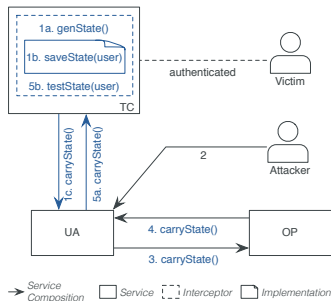 1a. genState()
1b. saveState(user)
5b. testState(user)
TC
authenticated
Victim
1c. carryState()
5a. carryState()
2
Attacker
UA
4. carryState()
3. carryState()
OP
Service Composition
Service
Interceptor
Implementation